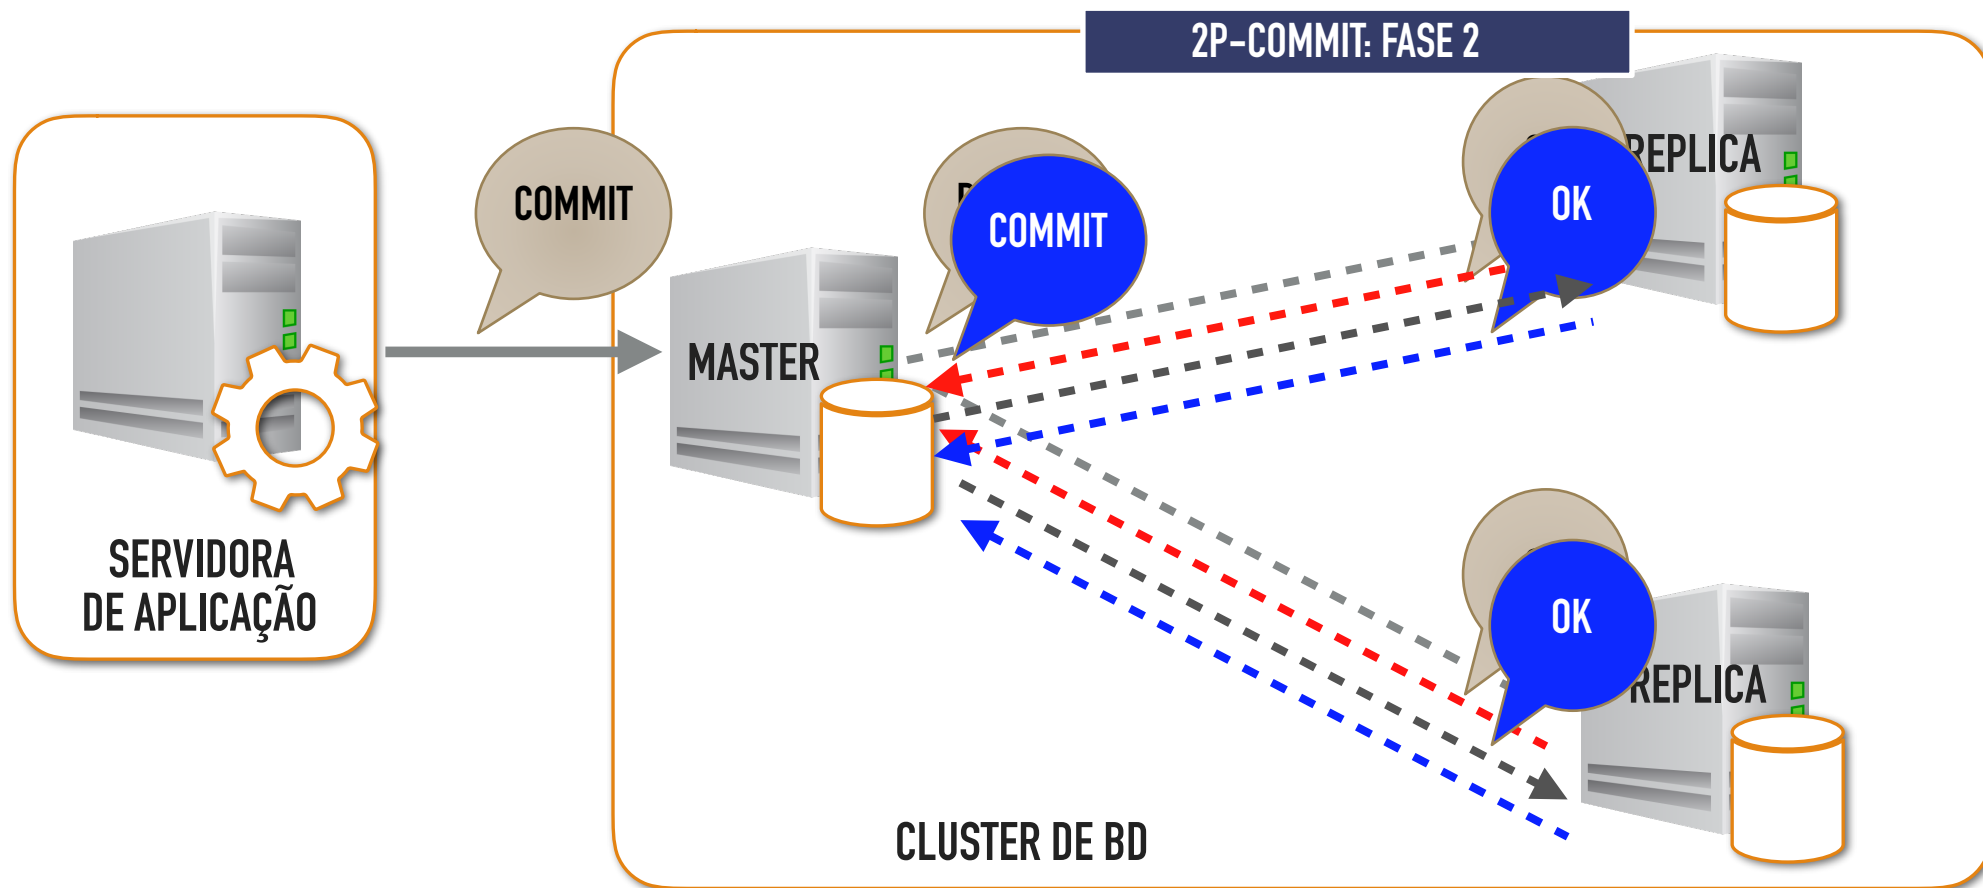 2P-COMMIT: FASE 2
COMMIT
COMMIT
OK
REPLICA
MASTER
SERVIDORA
DE APLICAÇÃO
OK
REPLICA
CLUSTER DE BD